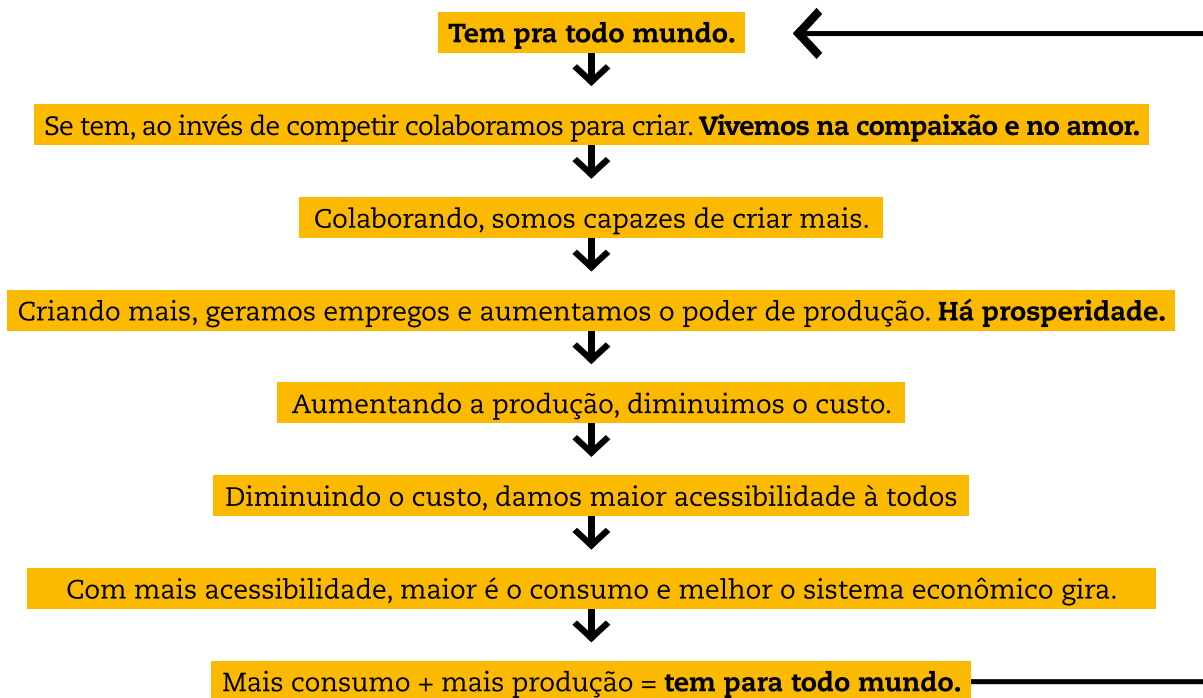 Tem pra todo mundo.
Se tem, ao invés de competir colaboramos para criar. Vivemos na compaixão e no amor.
Colaborando, somos capazes de criar mais.
Criando mais, geramos empregos e aumentamos o poder de produção. Há prosperidade.
Aumentando a produção, diminuimos o custo.
Diminuindo o custo, damos maior acessibilidade à todos
Com mais acessibilidade, maior é o consumo e melhor o sistema econômico gira.
Mais consumo + mais produção = tem para todo mundo.